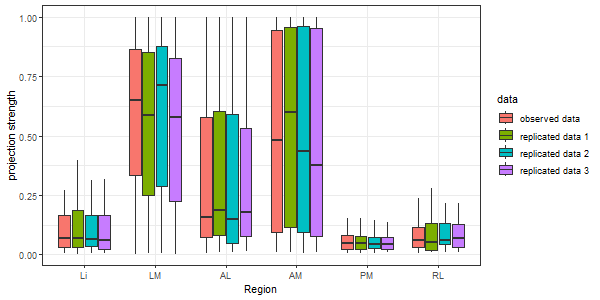 1.00
0.75
0.50
0.25
0.00
projection strength
Li LM AL AM PM RL
Region
data
observed data
replicated data 1
replicated data 2
replicated data 3